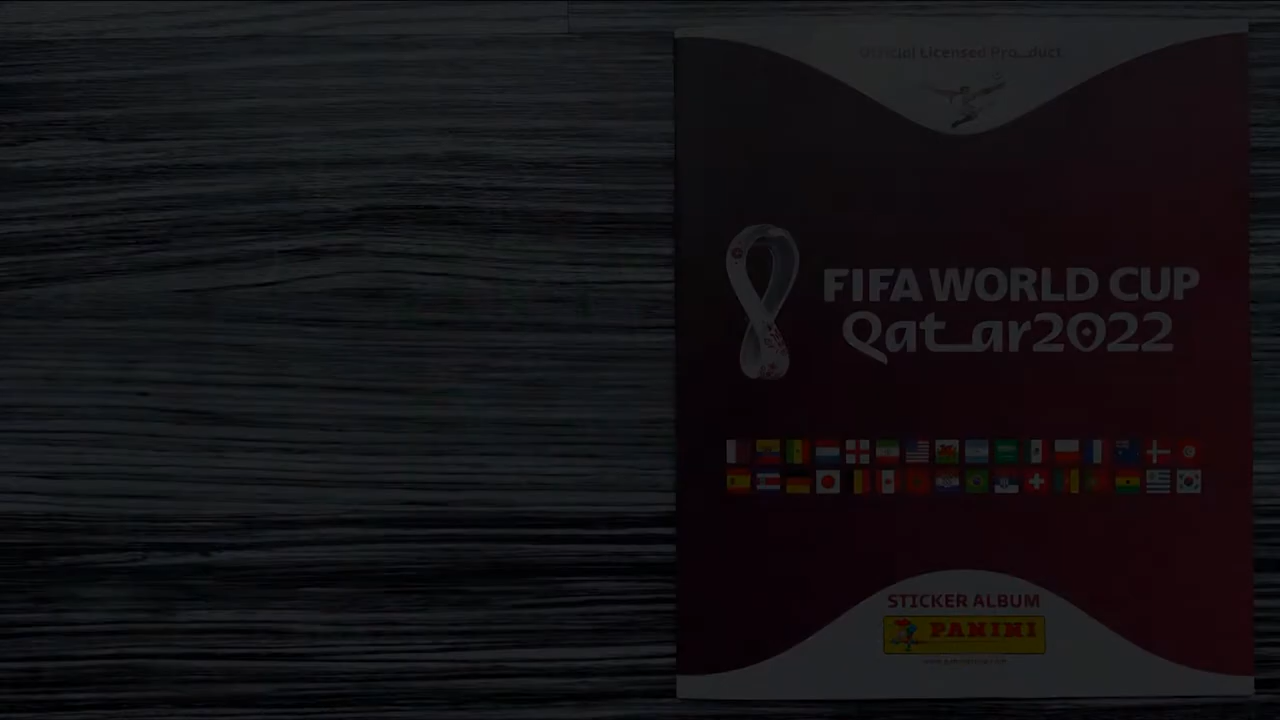 Official Licensed Product
FIFA WORLD CUP
Qatar2022
STICKER ALBUM
PANINI